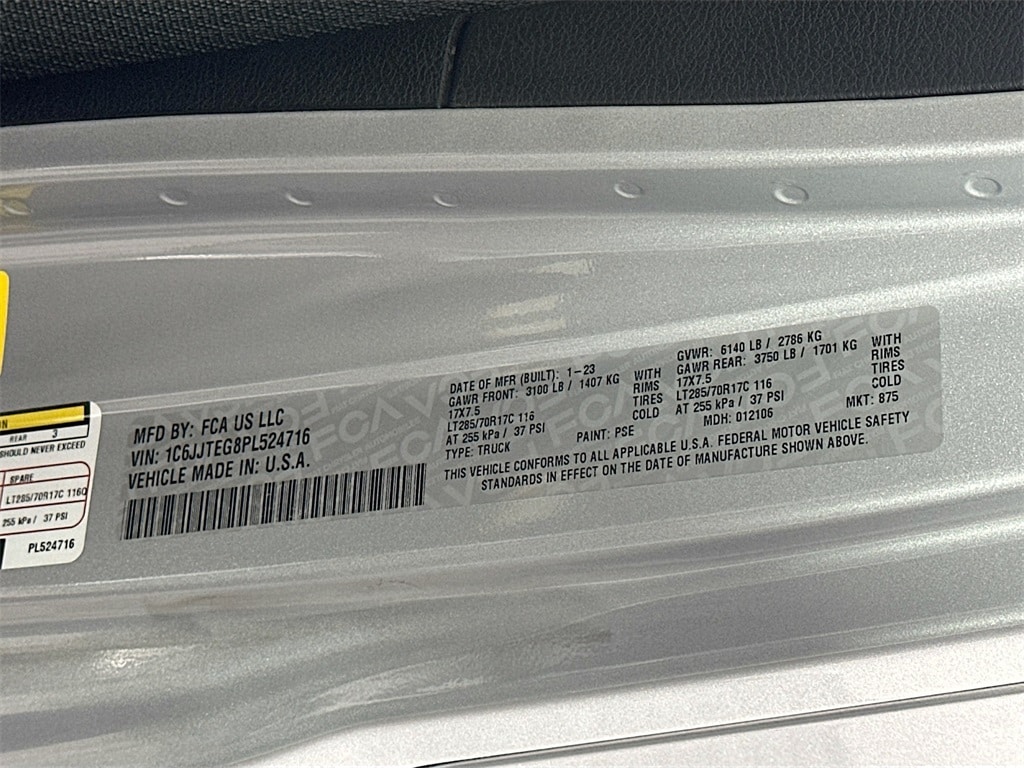 MFD BY: FCA US LLC
VIN: 1C6JJTEG8PL524716
VEHICLE MADE IN: U.S.A.
DATE OF MFR (BUILT): 1-23
GAWR FRONT: 3100 LB / 1407 KG WITH
17X7.5 RIMS
LT285/70R17C 116 TIRES
AT 255 kPa / 37 PSI COLD
TYPE: TRUCK PAINT: PSE
GVWR: 6140 LB / 2786 KG
GAWR REAR: 3750 LB / 1701 KG WITH
17X7.5 RIMS
LT285/70R17C 116 TIRES
AT 255 kPa / 37 PSI COLD
MDH: 012106 MKT: 875
THIS VEHICLE CONFORMS TO ALL APPLICABLE U.S.A. FEDERAL MOTOR VEHICLE SAFETY
STANDARDS IN EFFECT ON THE DATE OF MANUFACTURE SHOWN ABOVE.
REAR 3
SHOULD NEVER EXCEED
SPARE
LT285/70R17C 116Q
255 kPa / 37 PSI
PL524716